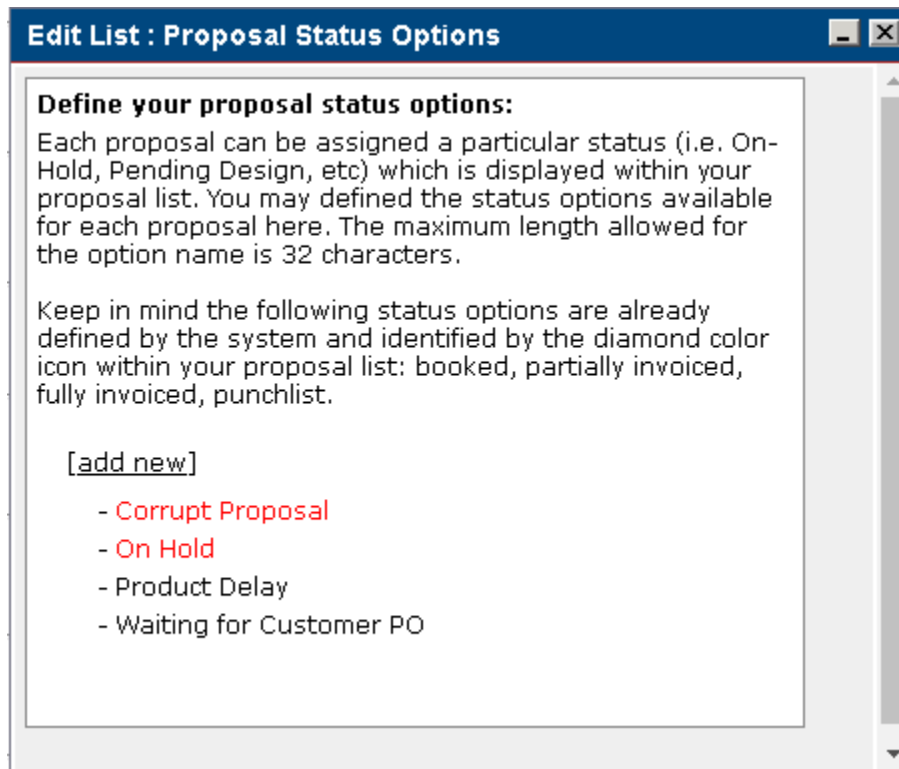 Edit List : Proposal Status Options
Define your proposal status options:
Each proposal can be assigned a particular status (i.e. On-
Hold, Pending Design, etc) which is displayed within your
proposal list. You may defined the status options available
for each proposal here. The maximum length allowed for
the option name is 32 characters.
Keep in mind the following status options are already
defined by the system and identified by the diamond color
icon within your proposal list: booked, partially invoiced,
fully invoiced, punchlist.
[add new]
- Corrupt Proposal
- On Hold
- Product Delay
- Waiting for Customer PO